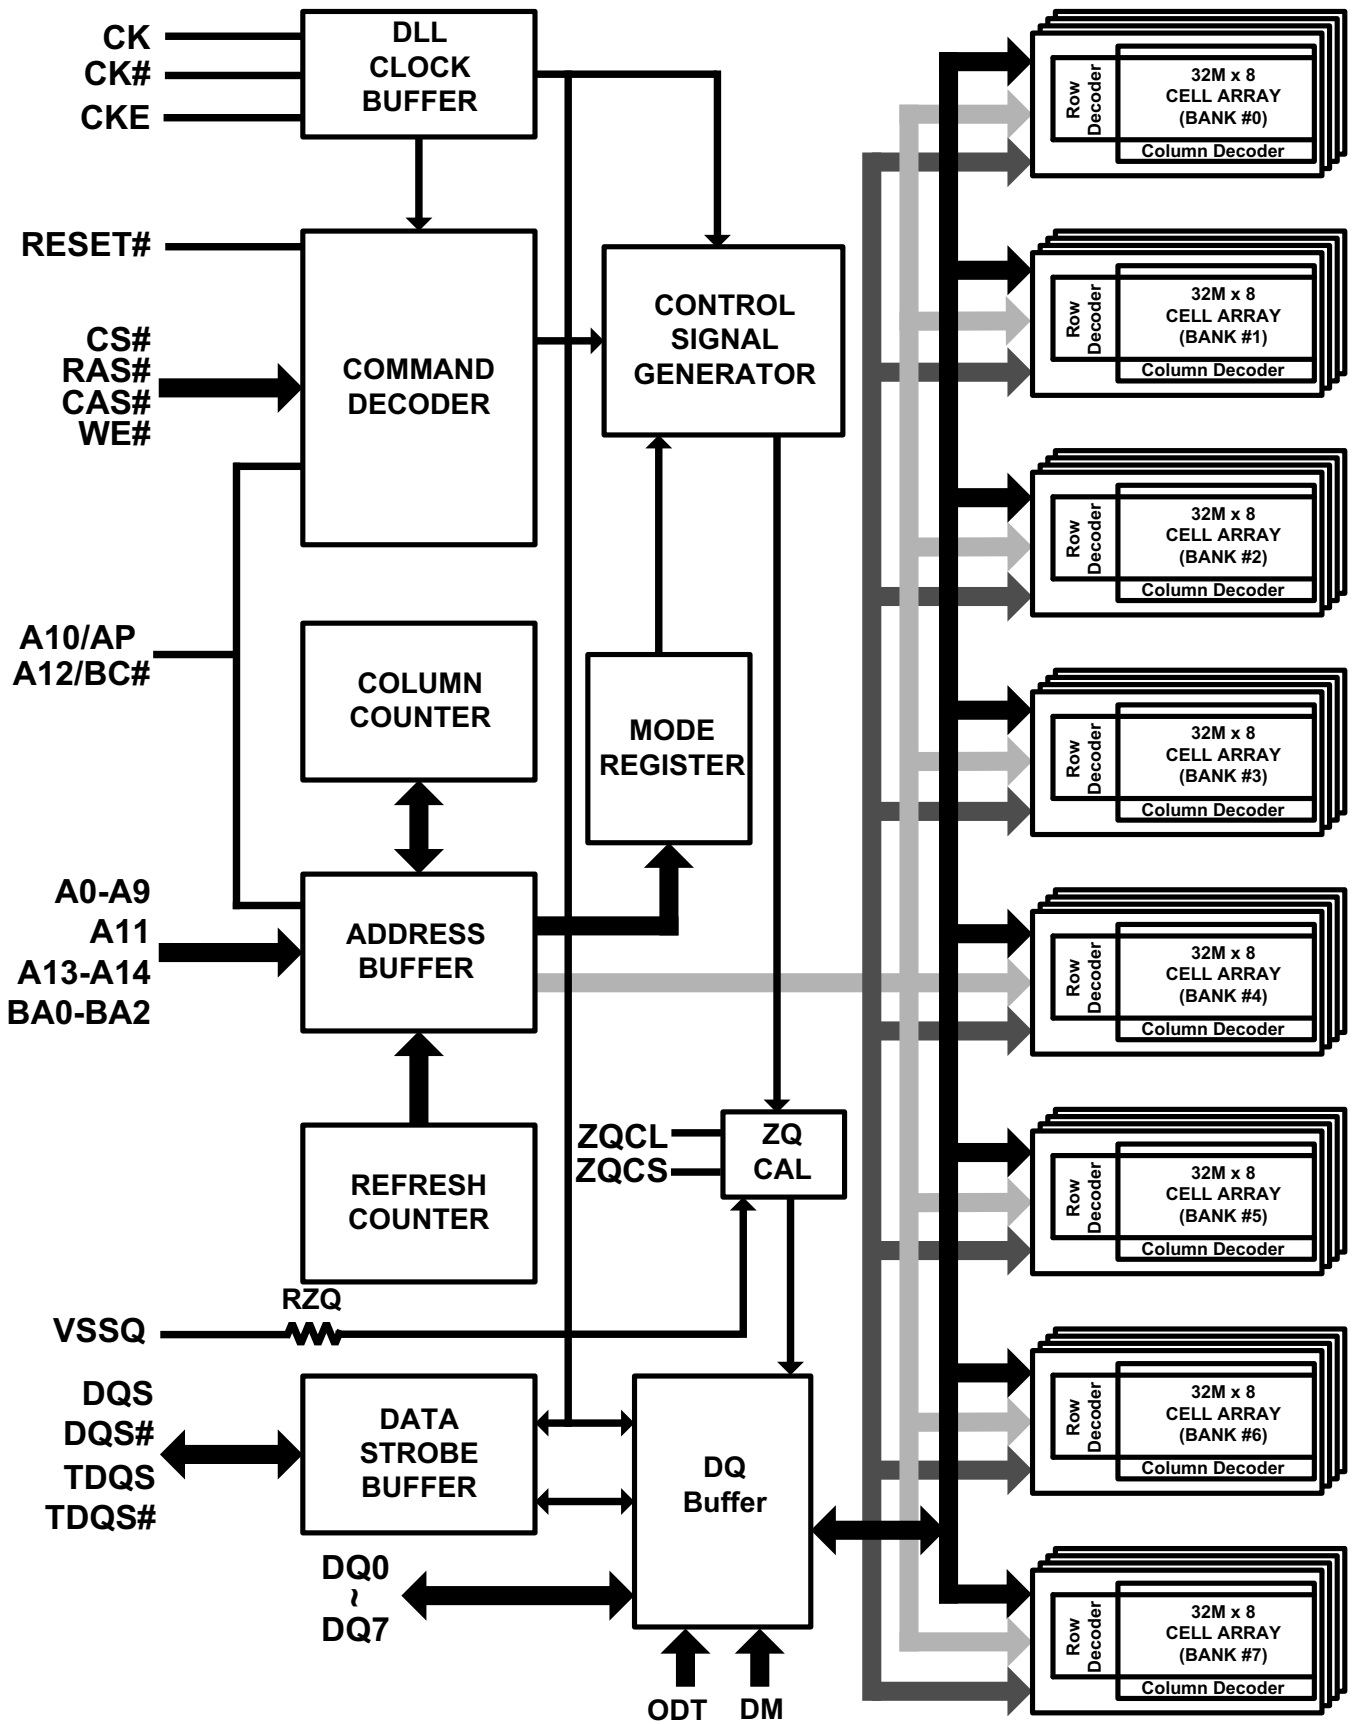 CK
CK#
CKE
DLL
CLOCK
BUFFER
RESET#
CS#
RAS#
CAS#
WE#
COMMAND
DECODER
CONTROL
SIGNAL
GENERATOR
A10/AP
A12/BC#
COLUMN
COUNTER
MODE
REGISTER
A0-A9
A11
A13-A14
BA0-BA2
ADDRESS
BUFFER
REFRESH
COUNTER
ZQCL
ZQCS
ZQ
CAL
RZQ
VSSQ
DQS
DQS#
TDQS
TDQS#
DATA
STROBE
BUFFER
DQ
Buffer
DQ0
~
DQ7
ODT
DM
Row
Decoder
32M x 8
CELL ARRAY
(BANK #0)
Column Decoder
Row
Decoder
32M x 8
CELL ARRAY
(BANK #1)
Column Decoder
Row
Decoder
32M x 8
CELL ARRAY
(BANK #2)
Column Decoder
Row
Decoder
32M x 8
CELL ARRAY
(BANK #3)
Column Decoder
Row
Decoder
32M x 8
CELL ARRAY
(BANK #4)
Column Decoder
Row
Decoder
32M x 8
CELL ARRAY
(BANK #5)
Column Decoder
Row
Decoder
32M x 8
CELL ARRAY
(BANK #6)
Column Decoder
Row
Decoder
32M x 8
CELL ARRAY
(BANK #7)
Column Decoder